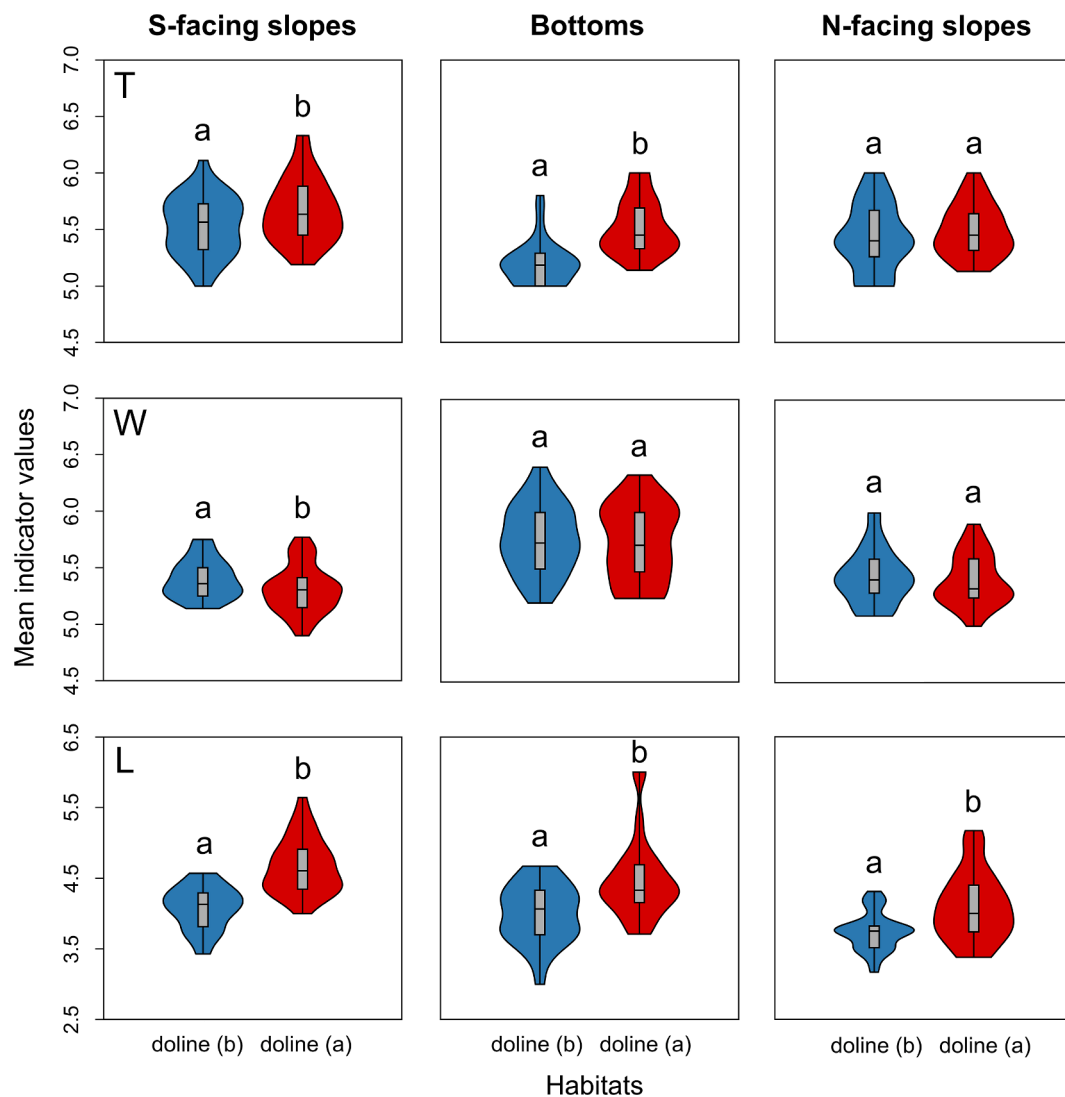 S-facing slopes Bottoms N-facing slopes
T
7.0
6.5
6.0
5.5
5.0
4.5
a b
a b
a a
W
7.0
6.5
6.0
5.5
5.0
4.5
a b
a a
a a
L
6.5
5.5
4.5
3.5
2.5
a b
a b
a b
Mean indicator values
doline (b) doline (a) doline (b) doline (a) doline (b) doline (a)
Habitats